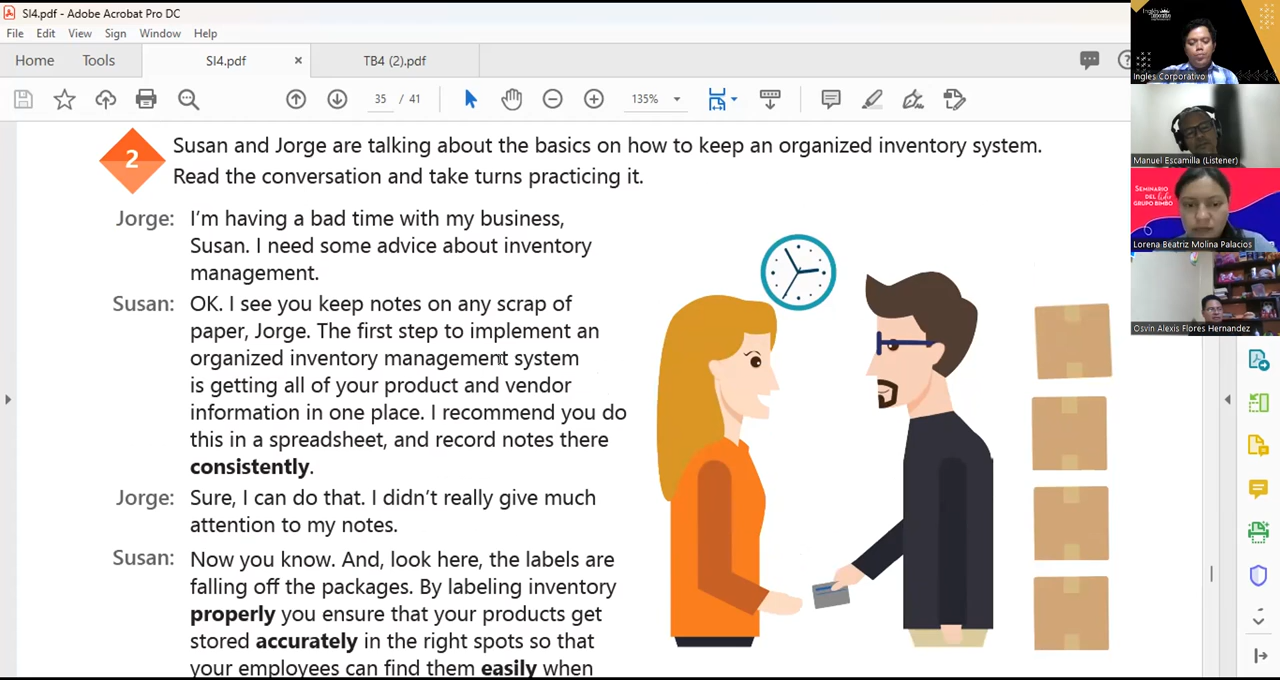 SI4.pdf - Adobe Acrobat Pro DC
File Edit View Sign Window Help
Home Tools SI4.pdf × TB4 (2).pdf
35 / 41 135%
2
Susan and Jorge are talking about the basics on how to keep an organized inventory system.
Read the conversation and take turns practicing it.
Jorge: I'm having a bad time with my business,
Susan. I need some advice about inventory
management.
Susan: OK. I see you keep notes on any scrap of
paper, Jorge. The first step to implement an
organized inventory management system
is getting all of your product and vendor
information in one place. I recommend you do
this in a spreadsheet, and record notes there
consistently.
Jorge: Sure, I can do that. I didn't really give much
attention to my notes.
Susan: Now you know. And, look here, the labels are
falling off the packages. By labeling inventory
properly you ensure that your products get
stored accurately in the right spots so that
your employees can find them easily when
Ingles Corporativo
Manuel Escamilla (Listener)
SEMINARIO
DEL
GRUPO BIMBO
Lorena Beatriz Molina Palacios
Osvin Alexis Flores Hernandez